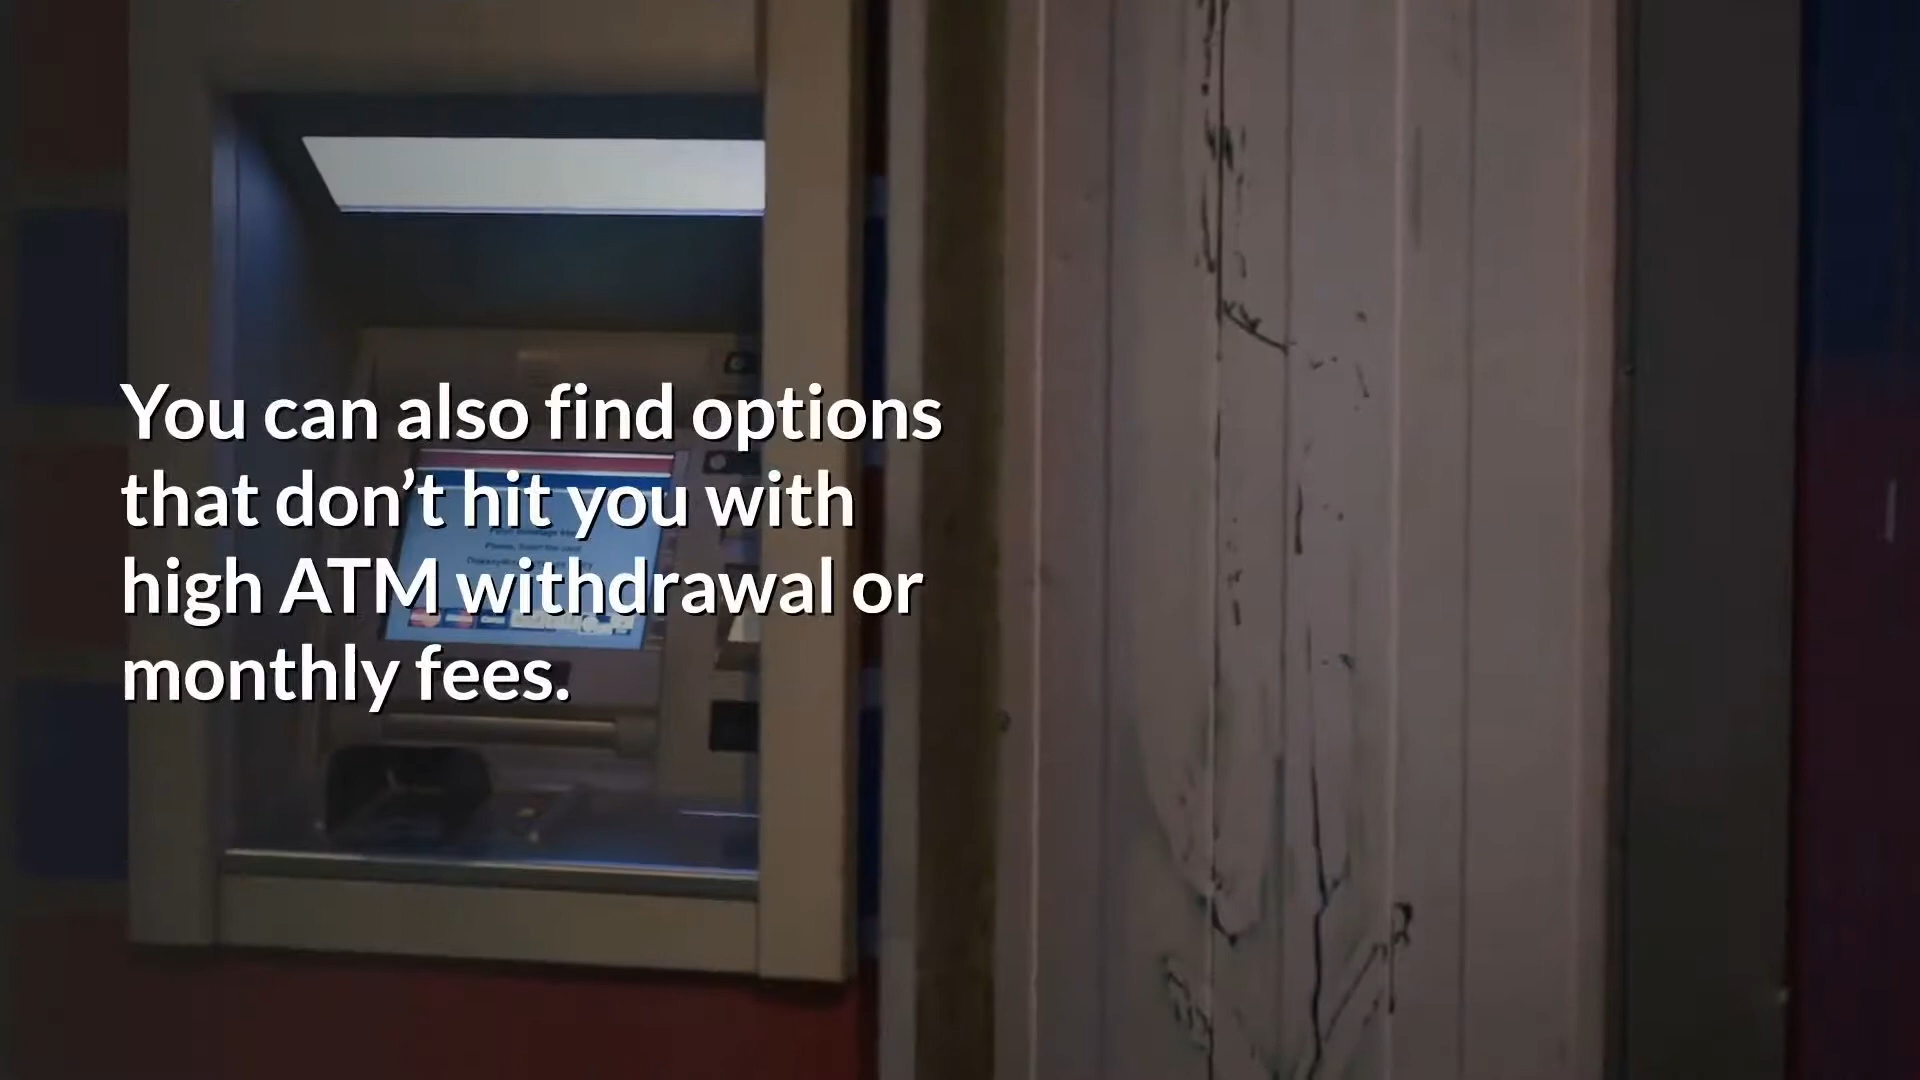 You can also find options
that don’t hit you with
high ATM withdrawal or
monthly fees.